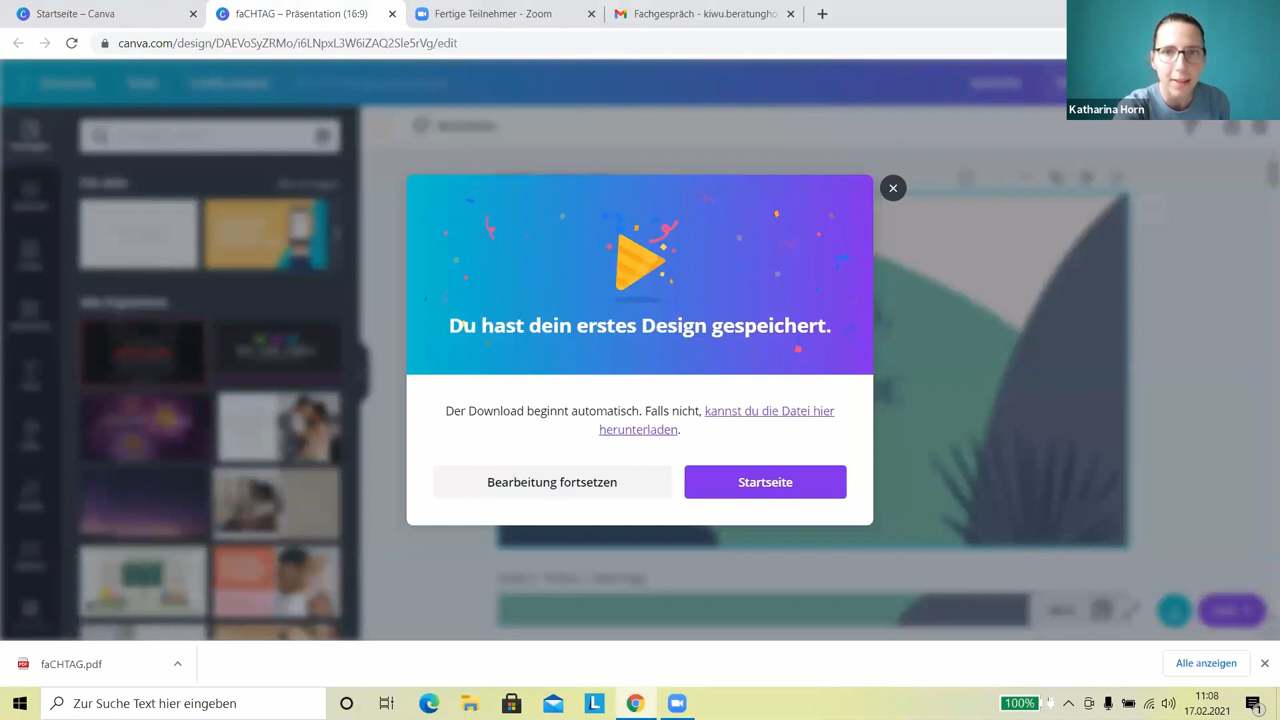 Startseite – Canva
faCHTAG – Präsentation (16:9)
Fertige Teilnehmer - Zoom
Fachgespräch - kiwu.beratungho
canva.com/design/DAEVoSyZRMo/i6LNpxL3W6iZAQ2Sle5rVg/edit
Katharina Horn
Du hast dein erstes Design gespeichert.
Der Download beginnt automatisch. Falls nicht, kannst du die Datei hier
herunterladen.
Bearbeitung fortsetzen
Startseite
faCHTAG.pdf
Alle anzeigen
Zur Suche Text hier eingeben
100%
11:08
17.02.2021